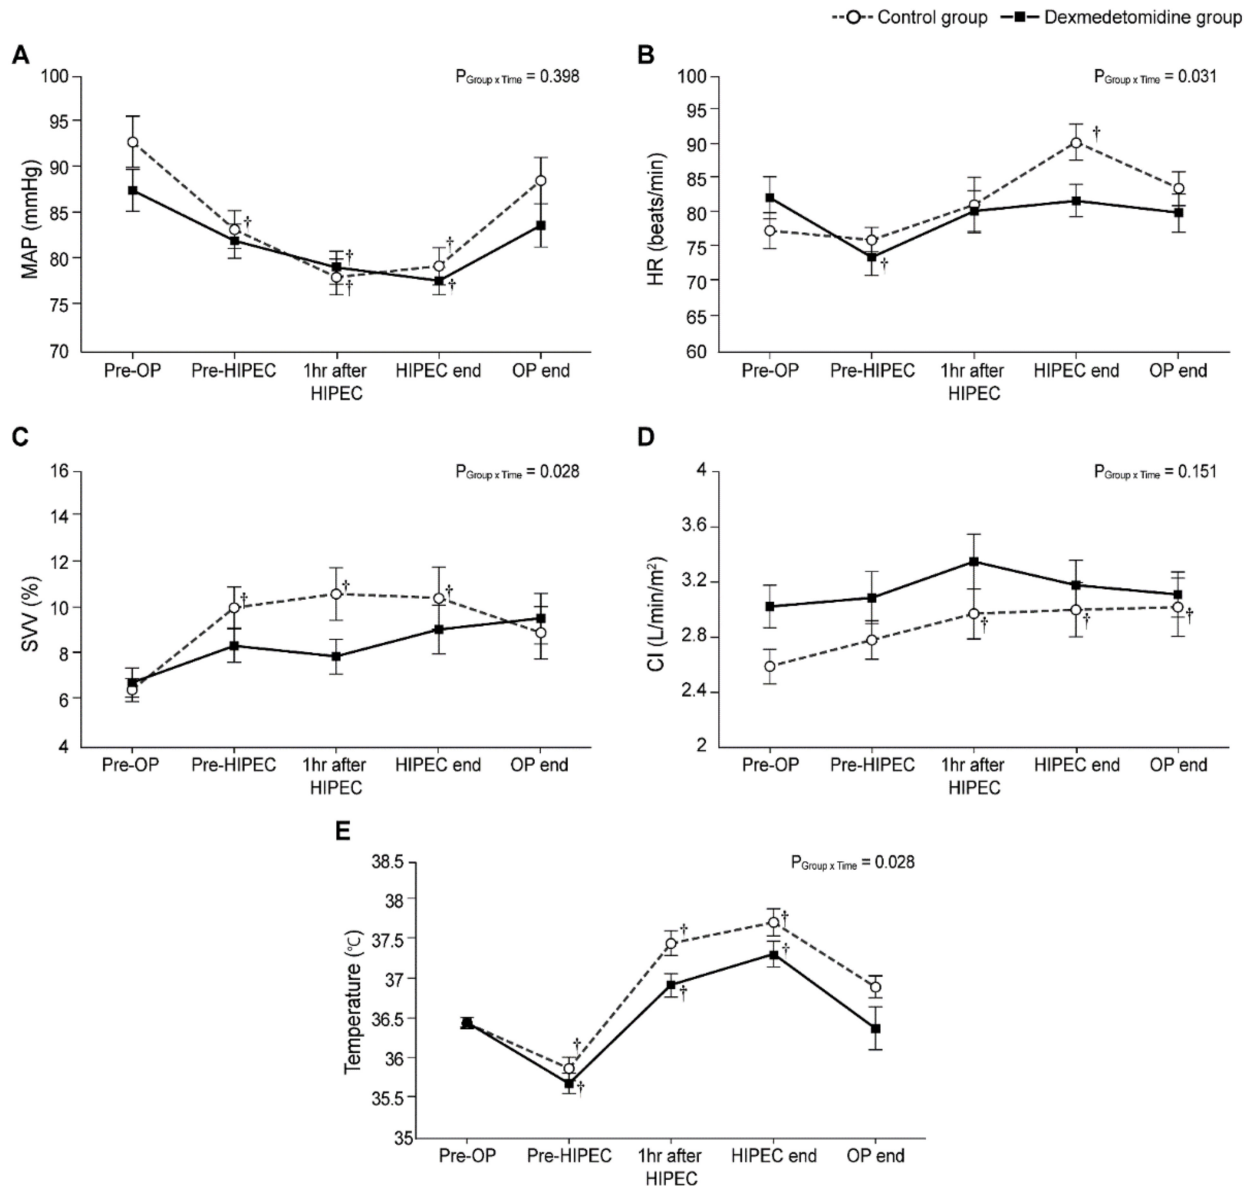 Control group Dexmedetomidine group
A
P Group x Time = 0.398
MAP (mmHg)
100
95
90
85
80
75
70
†
†
†
†
†
Pre-OP Pre-HIPEC 1hr after HIPEC end OP end
HIPEC
B
P Group x Time = 0.031
HR (beats/min)
100
95
90
85
80
75
70
65
60
†
†
Pre-OP Pre-HIPEC 1hr after HIPEC end OP end
HIPEC
C
P Group x Time = 0.028
SVV (%)
16
14
12
10
8
6
4
†
†
†
Pre-OP Pre-HIPEC 1hr after HIPEC end OP end
HIPEC
D
P Group x Time = 0.151
CI (L/min/m²)
4
3.6
3.2
2.8
2.4
2
†
†
†
Pre-OP Pre-HIPEC 1hr after HIPEC end OP end
HIPEC
E
P Group x Time = 0.028
Temperature (℃)
38.5
38
37.5
37
36.5
36
35.5
35
†
†
†
†
†
†
Pre-OP Pre-HIPEC 1hr after HIPEC end OP end
HIPEC